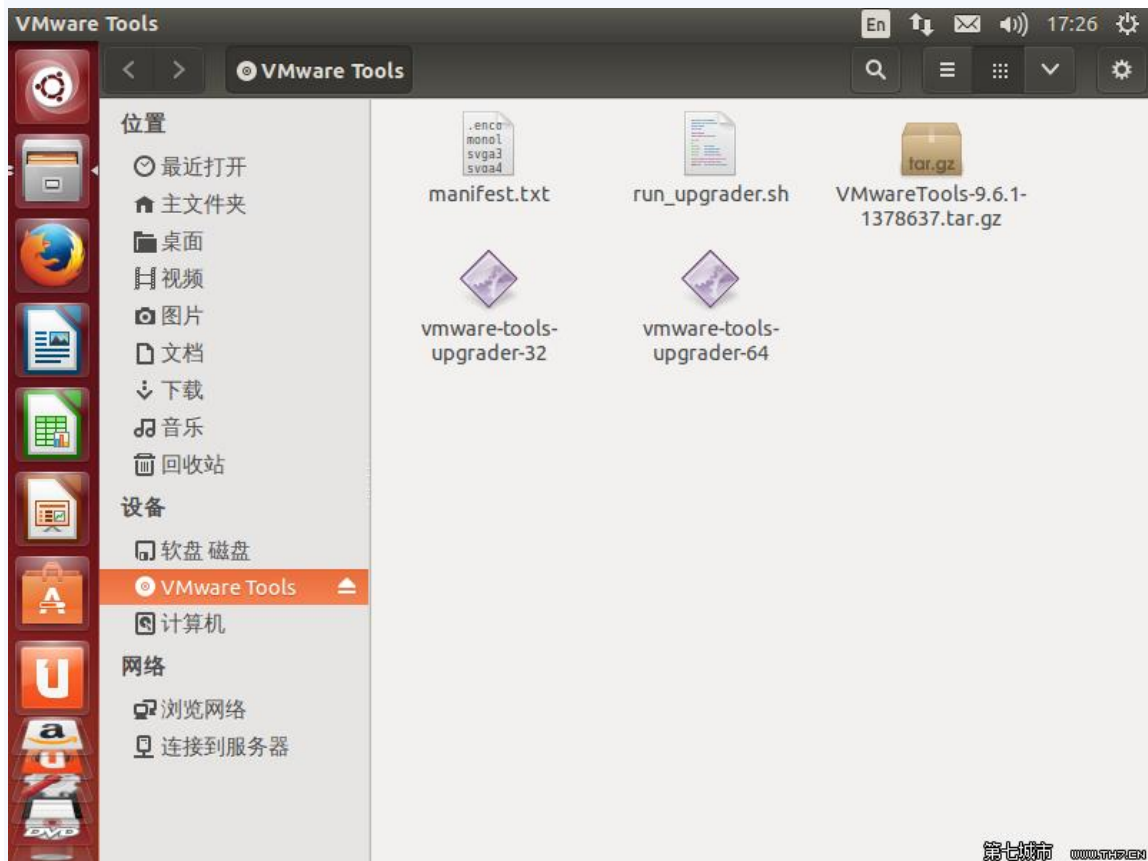 VMware Tools
En
17:26
VMware Tools
位置
最近打开
主文件夹
桌面
视频
图片
文档
下载
音乐
回收站
设备
软盘 磁盘
VMware Tools
计算机
网络
浏览网络
连接到服务器
.enco
monol
svga3
svga4
manifest.txt
run_upgrader.sh
tar.gz
VMwareTools-9.6.1-
1378637.tar.gz
vmware-tools-
upgrader-32
vmware-tools-
upgrader-64
A
U
a
DVD
第七城市 WWW.TH7.CN